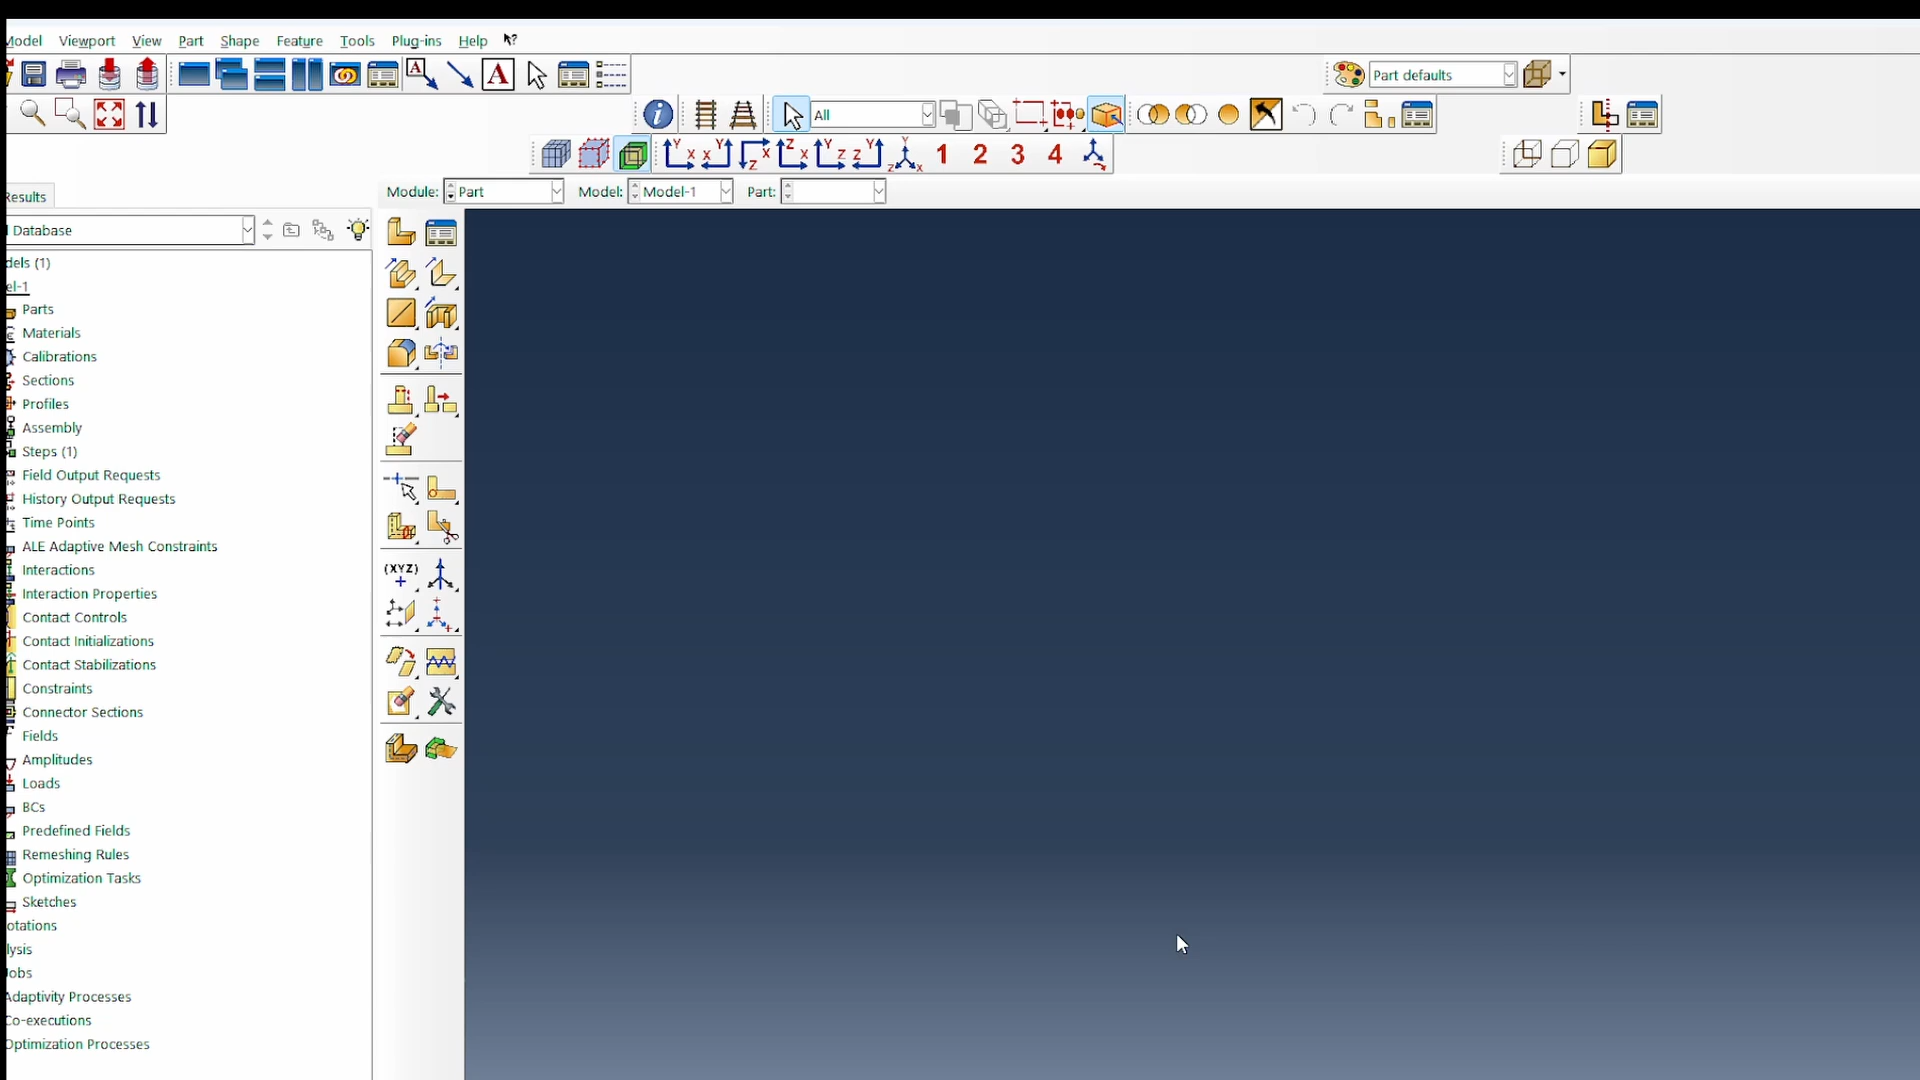 Model Viewport View Part Shape Feature Tools Plug-ins Help
A A Part defaults
All
Y X X Y Z X Z X Y Z Z Y Y Z X 1 2 3 4
Results Module: Part Model: Model-1 Part:
Database
dels (1)
el-1
Parts
Materials
Calibrations
Sections
Profiles
Assembly
Steps (1)
Field Output Requests
History Output Requests
Time Points
ALE Adaptive Mesh Constraints
(XYZ)
Interactions
Interaction Properties
Contact Controls
Contact Initializations
Contact Stabilizations
Constraints
Connector Sections
Fields
Amplitudes
Loads
BCs
Predefined Fields
Remeshing Rules
Optimization Tasks
Sketches
otations
lysis
Jobs
Adaptivity Processes
Co-executions
Optimization Processes